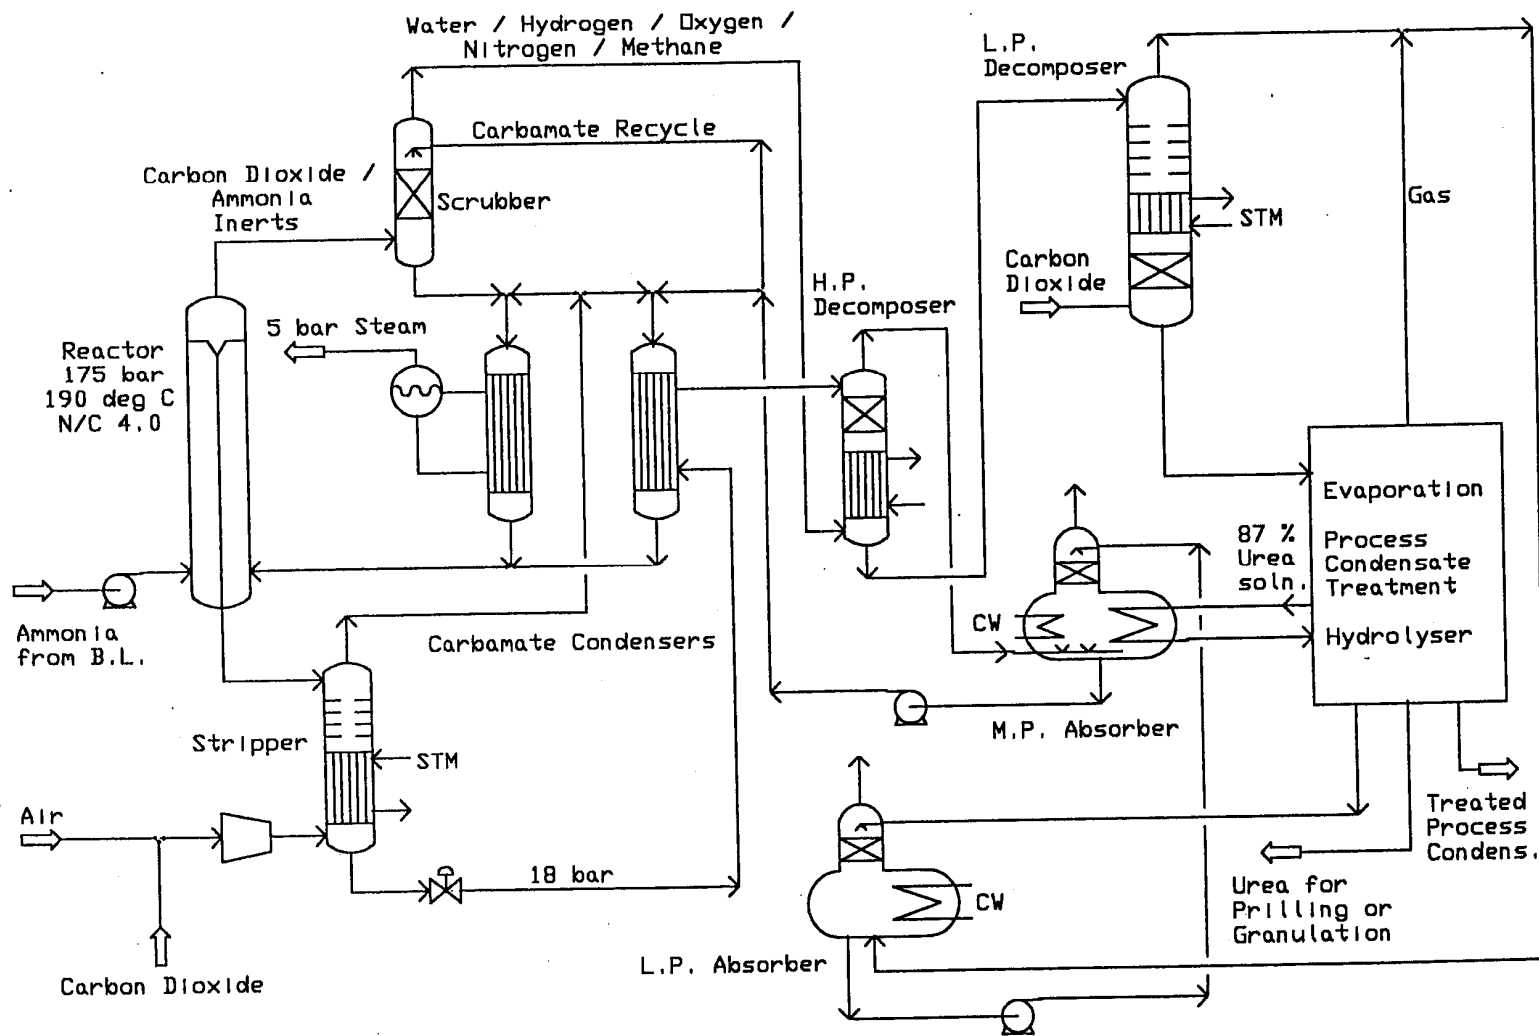 Water / Hydrogen / Oxygen /
Nitrogen / Methane
L.P.
Decomposer
Carbamate Recycle
Carbon Dioxide /
Ammonia
Inerts
Scrubber
Gas
STM
Carbon
Dioxide
H.P.
Decomposer
5 bar Steam
Reactor
175 bar
190 deg C
N/C 4.0
Evaporation
87 %
Urea
soln.
Process
Condensate
Treatment
Hydrolyser
CW
Ammonia
from B.L.
Carbamate Condensers
M.P. Absorber
Stripper
STM
Air
18 bar
CW
Treated
Process
Condens.
Urea for
Prilling or
Granulation
L.P. Absorber
Carbon Dioxide